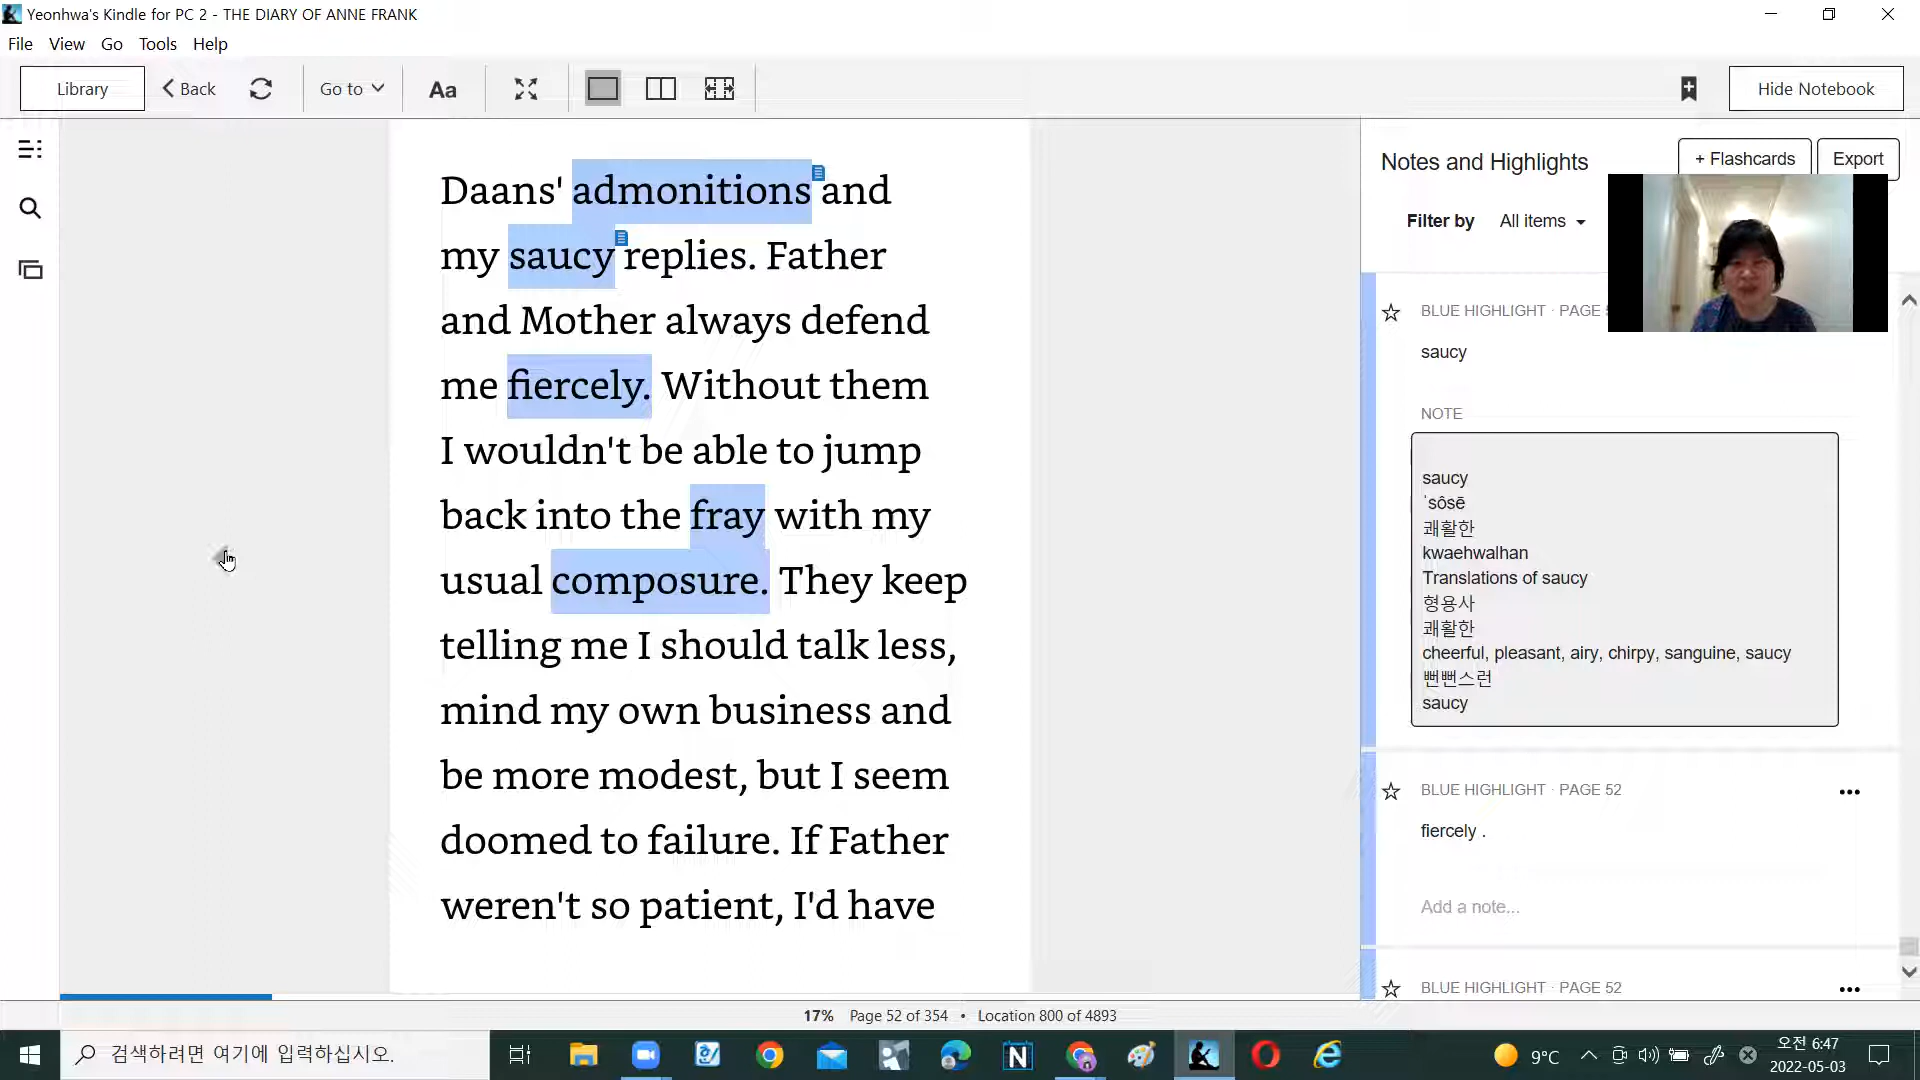 Yeonhwa's Kindle for PC 2 - THE DIARY OF ANNE FRANK
File View Go Tools Help
Library Back Go to Aa Hide Notebook
Daans' admonitions and
my saucy replies. Father
and Mother always defend
me fiercely. Without them
I wouldn't be able to jump
back into the fray with my
usual composure. They keep
telling me I should talk less,
mind my own business and
be more modest, but I seem
doomed to failure. If Father
weren't so patient, I'd have
Notes and Highlights
+ Flashcards Export
Filter by All items
BLUE HIGHLIGHT · PAGE
saucy
NOTE
saucy
ˈsôsē
쾌활한
kwaehwalhan
Translations of saucy
형용사
쾌활한
cheerful, pleasant, airy, chirpy, sanguine, saucy
뻔뻔스런
saucy
BLUE HIGHLIGHT · PAGE 52
fiercely .
Add a note...
BLUE HIGHLIGHT · PAGE 52
17% Page 52 of 354 • Location 800 of 4893
검색하려면 여기에 입력하십시오.
9°C
오전 6:47
2022-05-03